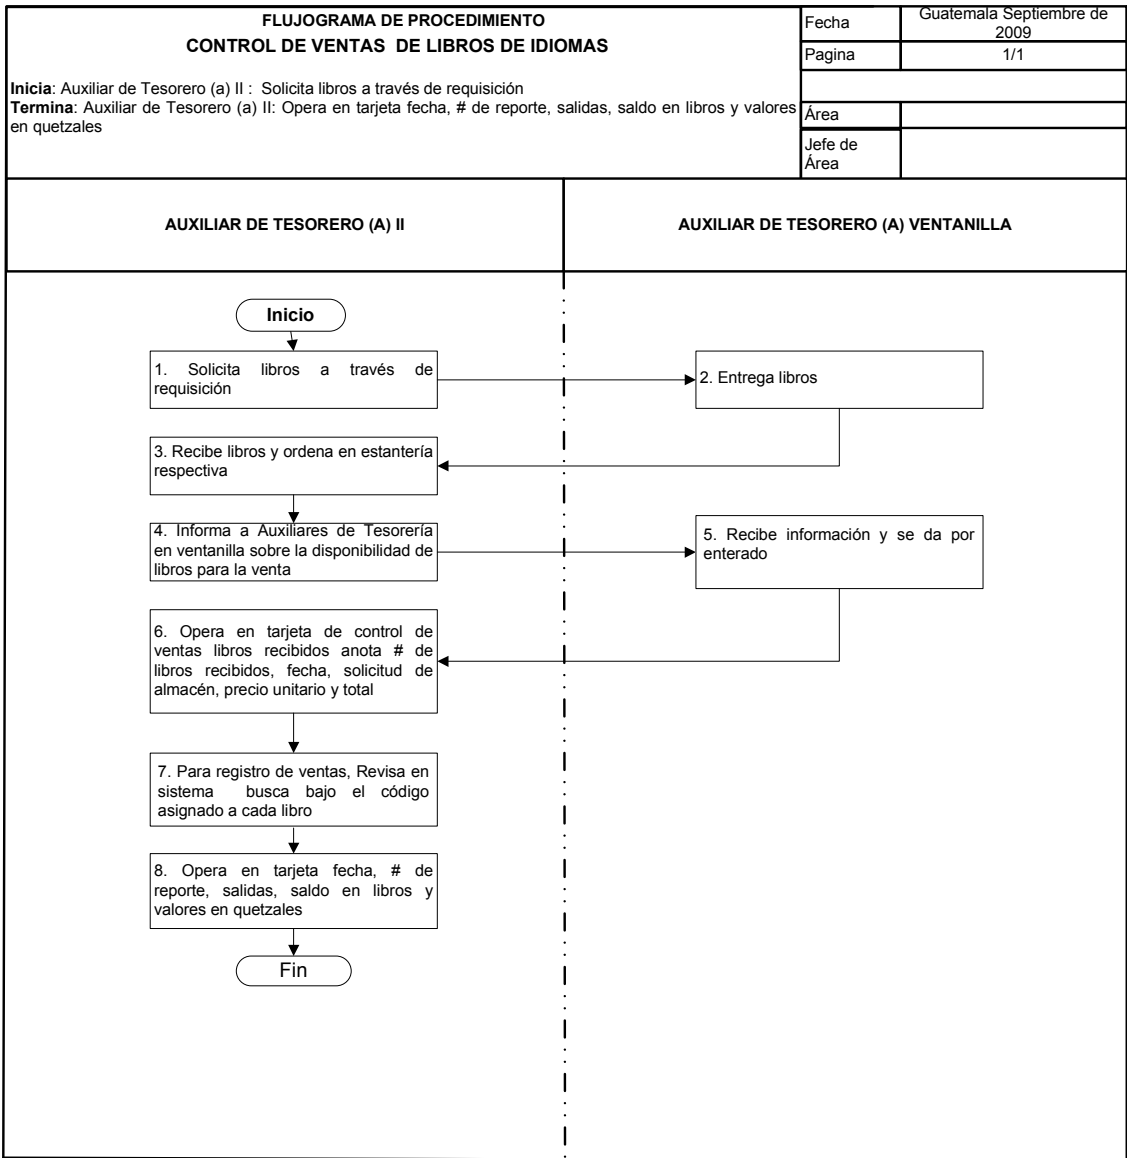 FLUJOGRAMA DE PROCEDIMIENTO
CONTROL DE VENTAS DE LIBROS DE IDIOMAS
Inicia: Auxiliar de Tesorero (a) II : Solicita libros a través de requisición
Termina: Auxiliar de Tesorero (a) II: Opera en tarjeta fecha, # de reporte, salidas, saldo en libros y valores
en quetzales
Fecha
Guatemala Septiembre de
2009
Pagina
1/1
Área
Jefe de
Área
AUXILIAR DE TESORERO (A) II
AUXILIAR DE TESORERO (A) VENTANILLA
Inicio
1. Solicita libros a través de
requisición
2. Entrega libros
3. Recibe libros y ordena en estantería
respectiva
4. Informa a Auxiliares de Tesorería
en ventanilla sobre la disponibilidad de
libros para la venta
5. Recibe información y se da por
enterado
6. Opera en tarjeta de control de
ventas libros recibidos anota # de
libros recibidos, fecha, solicitud de
almacén, precio unitario y total
7. Para registro de ventas, Revisa en
sistema busca bajo el código
asignado a cada libro
8. Opera en tarjeta fecha, # de
reporte, salidas, saldo en libros y
valores en quetzales
Fin